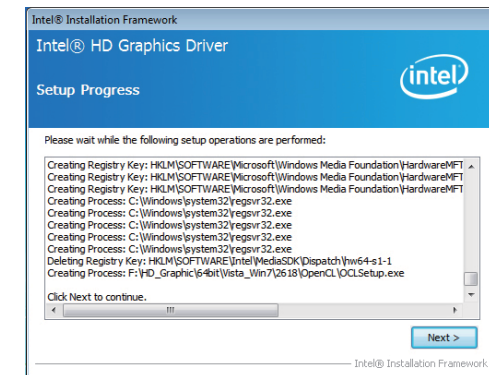 Intel® Installation Framework
Intel® HD Graphics Driver
(intel)
Setup Progress
Please wait while the following setup operations are performed:
Creating Registry Key: HKLM\SOFTWARE\Microsoft\Windows Media Foundation\HardwareMFT
Creating Registry Key: HKLM\SOFTWARE\Microsoft\Windows Media Foundation\HardwareMFT
Creating Registry Key: HKLM\SOFTWARE\Microsoft\Windows Media Foundation\HardwareMFT
Creating Process: C:\Windows\system32\regsvr32.exe
Creating Process: C:\Windows\system32\regsvr32.exe
Creating Process: C:\Windows\system32\regsvr32.exe
Creating Process: C:\Windows\system32\regsvr32.exe
Creating Process: C:\Windows\system32\regsvr32.exe
Deleting Registry Key: HKLM\SOFTWARE\Intel\MediaSDK\Dispatch\hw64-s1-1
Creating Process: F:\HD_Graphic\64bit\Vista_Win7\2618\OpenCL\OCLSetup.exe
Click Next to continue.
Next >
Intel® Installation Framework